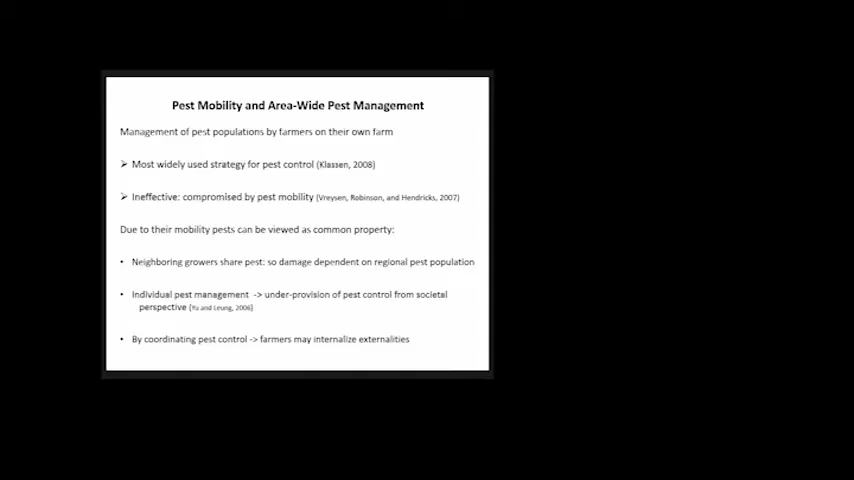 Pest Mobility and Area-Wide Pest Management
Management of pest populations by farmers on their own farm
➢ Most widely used strategy for pest control (Klassen, 2008)
➢ Ineffective: compromised by pest mobility (Vreysen, Robinson, and Hendricks, 2007)
Due to their mobility pests can be viewed as common property:
• Neighboring growers share pest: so damage dependent on regional pest population
• Individual pest management -> under-provision of pest control from societal
perspective (Yu and Leung, 2006)
• By coordinating pest control -> farmers may internalize externalities